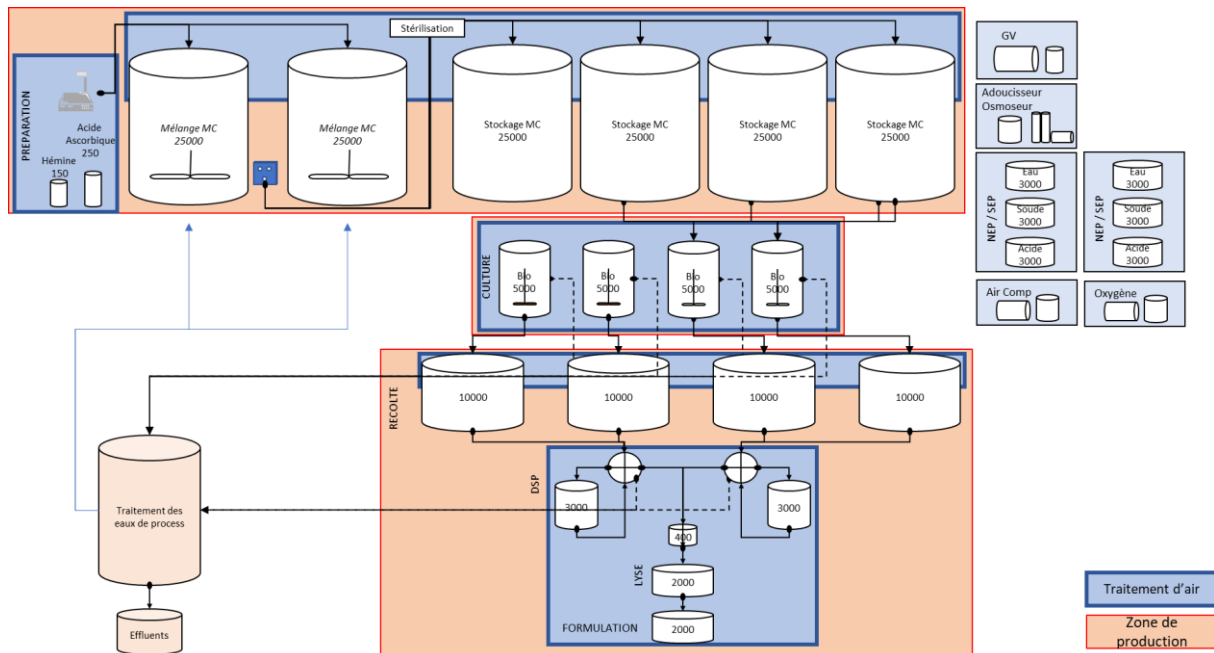 Stérilisation
PREPARATION
Acide
Ascorbique
250
Hémine
150
Mélange MC
25000
Mélange MC
25000
Stockage MC
25000
Stockage MC
25000
Stockage MC
25000
Stockage MC
25000
GV
Adoucisseur
Osmoseur
NEP / SEP
Eau
3000
Soude
3000
Acide
3000
NEP / SEP
Eau
3000
Soude
3000
Acide
3000
Air Comp
Oxygène
CULTURE
Bio
5000
Bio
5000
Bio
5000
Bio
5000
RECOLTE
10000
10000
10000
10000
DSP
3000
3000
400
LYSE
2000
FORMULATION
2000
Traitement des
eaux de process
Effluents
Traitement d'air
Zone de
production